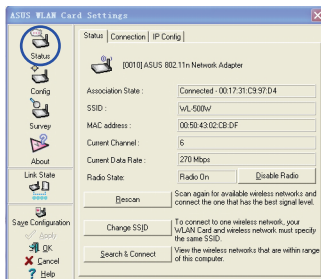 ASUS WLAN Card Settings
Status
Config
Survey
About
Link State
Save Configuration
Apply
OK
Cancel
Help
Status Connection IP Config
[0010] ASUS 802.11n Network Adapter
Association State : Connected - 00:17:31:C9:97:D4
SSID : WL-500W
MAC address : 00:50:43:02:CB:DF
Current Channel : 6
Current Data Rate : 270 Mbps
Radio State: Radio On Disable Radio
Rescan
Scan again for available wireless networks and
connect the one that has the best signal level.
Change SSID
To connect to one wireless network, your
WLAN Card and wireless network must specify
the same SSID.
Search & Connect
View the wireless networks that are within range
of this computer.